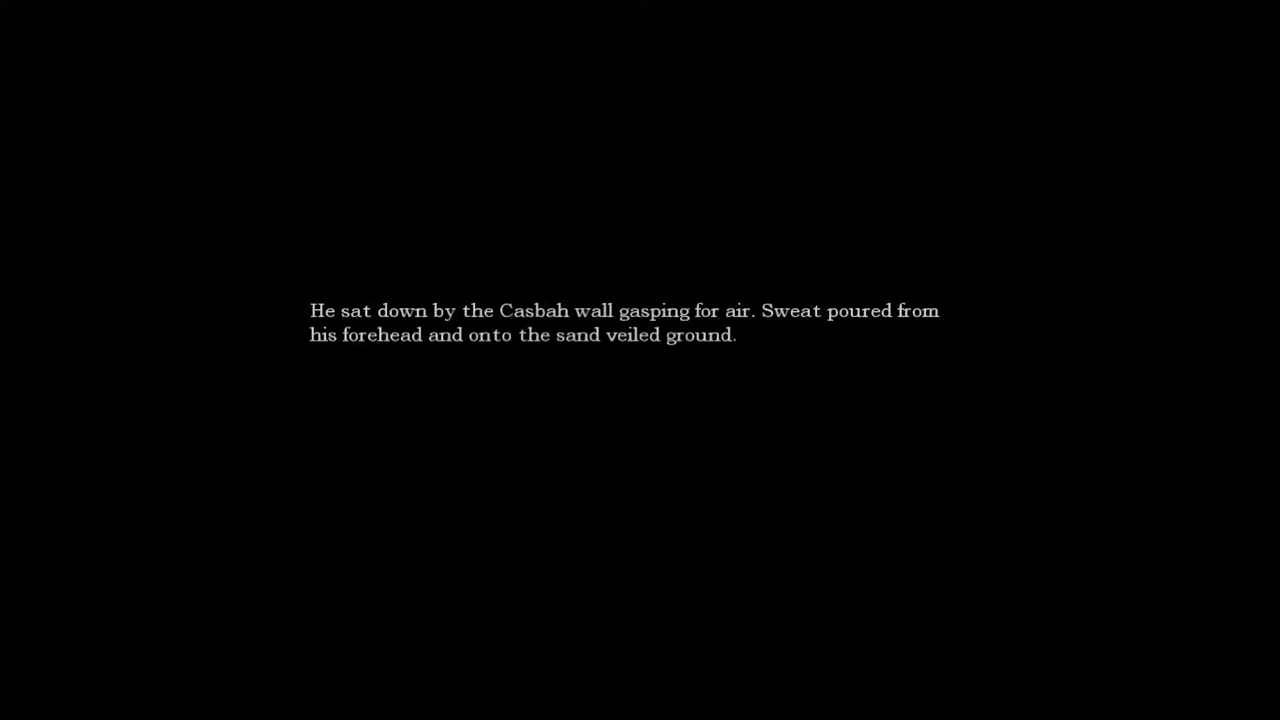 He sat down by the Casbah wall gasping for air. Sweat poured from
his forehead and onto the sand veiled ground.